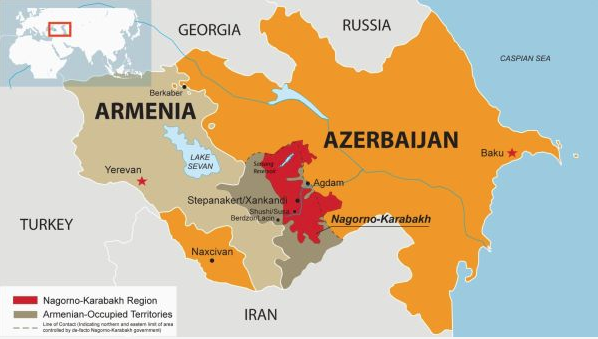 GEORGIA
RUSSIA
CASPIAN SEA
Berkaber
ARMENIA
AZERBAIJAN
LAKE
SEVAN
Sarsang
Reservoir
Baku
Yerevan
Agdam
Stepanakert/Xankandi
Shushi/Susa
Berdzor/Lacin
Nagorno-Karabakh
TURKEY
Naxcivan
IRAN
Nagorno-Karabakh Region
Armenian-Occupied Territories
Line of Contact (Indicating northern and eastern limit of area
controlled by de-facto Nagorno-Karabakh government)